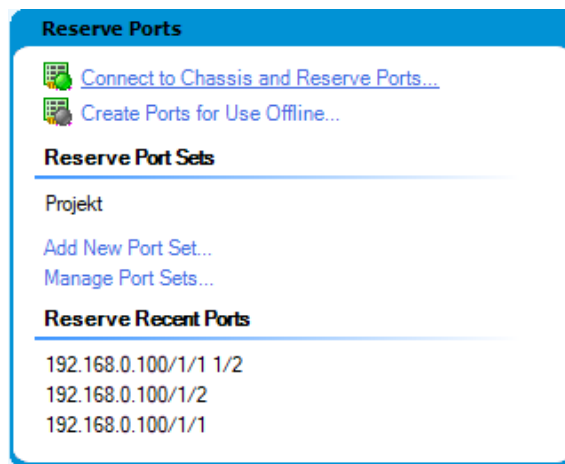 Reserve Ports
Connect to Chassis and Reserve Ports...
Create Ports for Use Offline...
Reserve Port Sets
Projekt
Add New Port Set...
Manage Port Sets...
Reserve Recent Ports
192.168.0.100/1/1 1/2
192.168.0.100/1/2
192.168.0.100/1/1